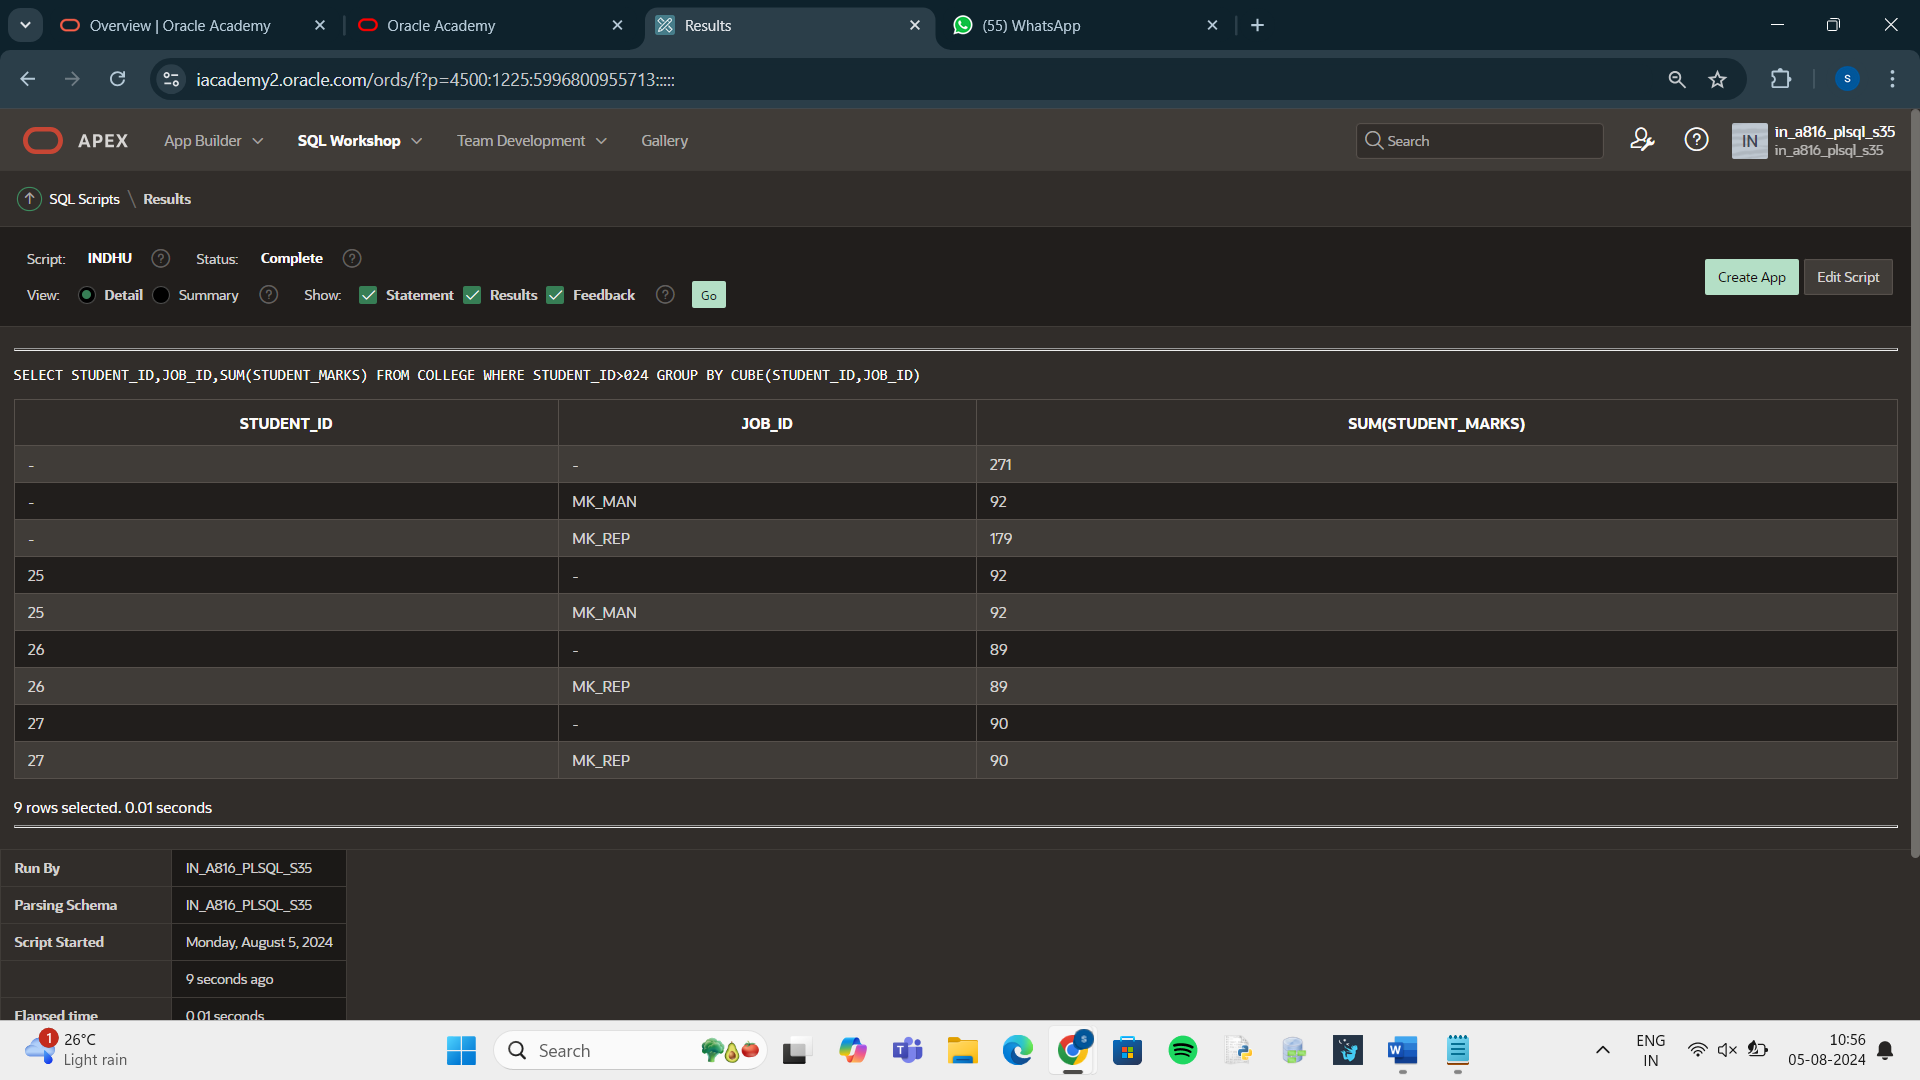 Overview | Oracle Academy
Oracle Academy
Results
(55) WhatsApp
iacademy2.oracle.com/ords/f?p=4500:1225:5996800955713:::::
S
APEX
App Builder
SQL Workshop
Team Development
Gallery
Search
IN
in_a816_plsql_s35
in_a816_plsql_s35
SQL Scripts \ Results
Script: INDHU ? Status: Complete ?
View: Detail Summary ? Show: Statement Results Feedback ? Go
Create App
Edit Script
SELECT STUDENT_ID,JOB_ID,SUM(STUDENT_MARKS) FROM COLLEGE WHERE STUDENT_ID>024 GROUP BY CUBE(STUDENT_ID,JOB_ID)
STUDENT_ID JOB_ID SUM(STUDENT_MARKS)
- - 271
- MK_MAN 92
- MK_REP 179
25 - 92
25 MK_MAN 92
26 - 89
26 MK_REP 89
27 - 90
27 MK_REP 90
9 rows selected. 0.01 seconds
Run By IN_A816_PLSQL_S35
Parsing Schema IN_A816_PLSQL_S35
Script Started Monday, August 5, 2024
9 seconds ago
Elapsed time 0.01 seconds
1
26°C
Light rain
Search
ENG
IN
10:56
05-08-2024